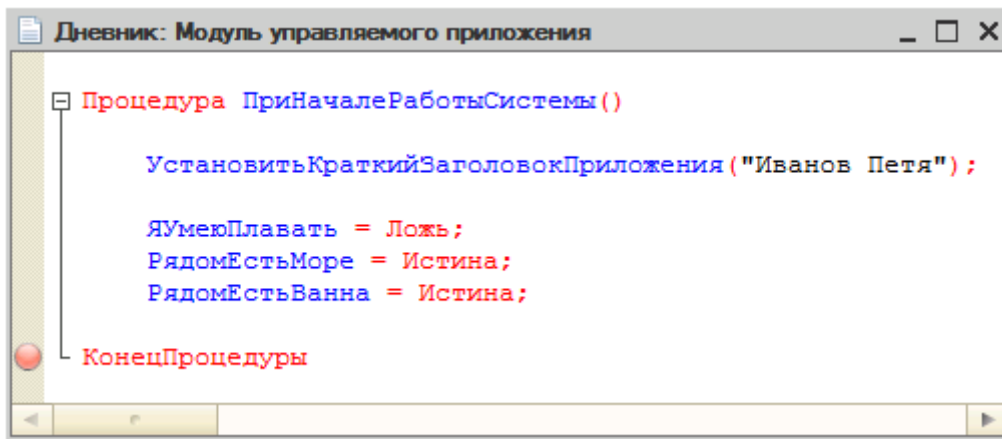 Дневник: Модуль управляемого приложения
Процедура ПриНачалеРаботыСистемы()
УстановитьКраткийЗаголовокПриложения("Иванов Петя");
ЯУмеюПлавать = Ложь;
РядомЕстьМоре = Истина;
РядомЕстьВанна = Истина;
КонецПроцедуры